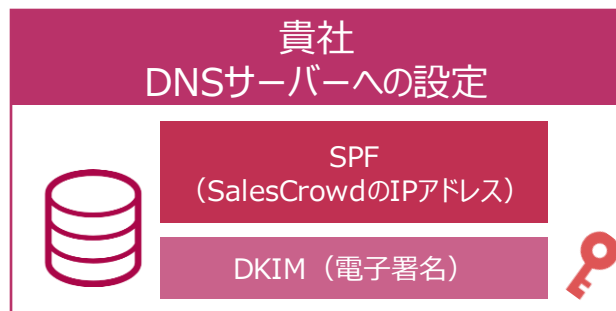 貴社
DNSサーバーへの設定
SPF
（SalesCrowdのIPアドレス）
DKIM（電子署名）